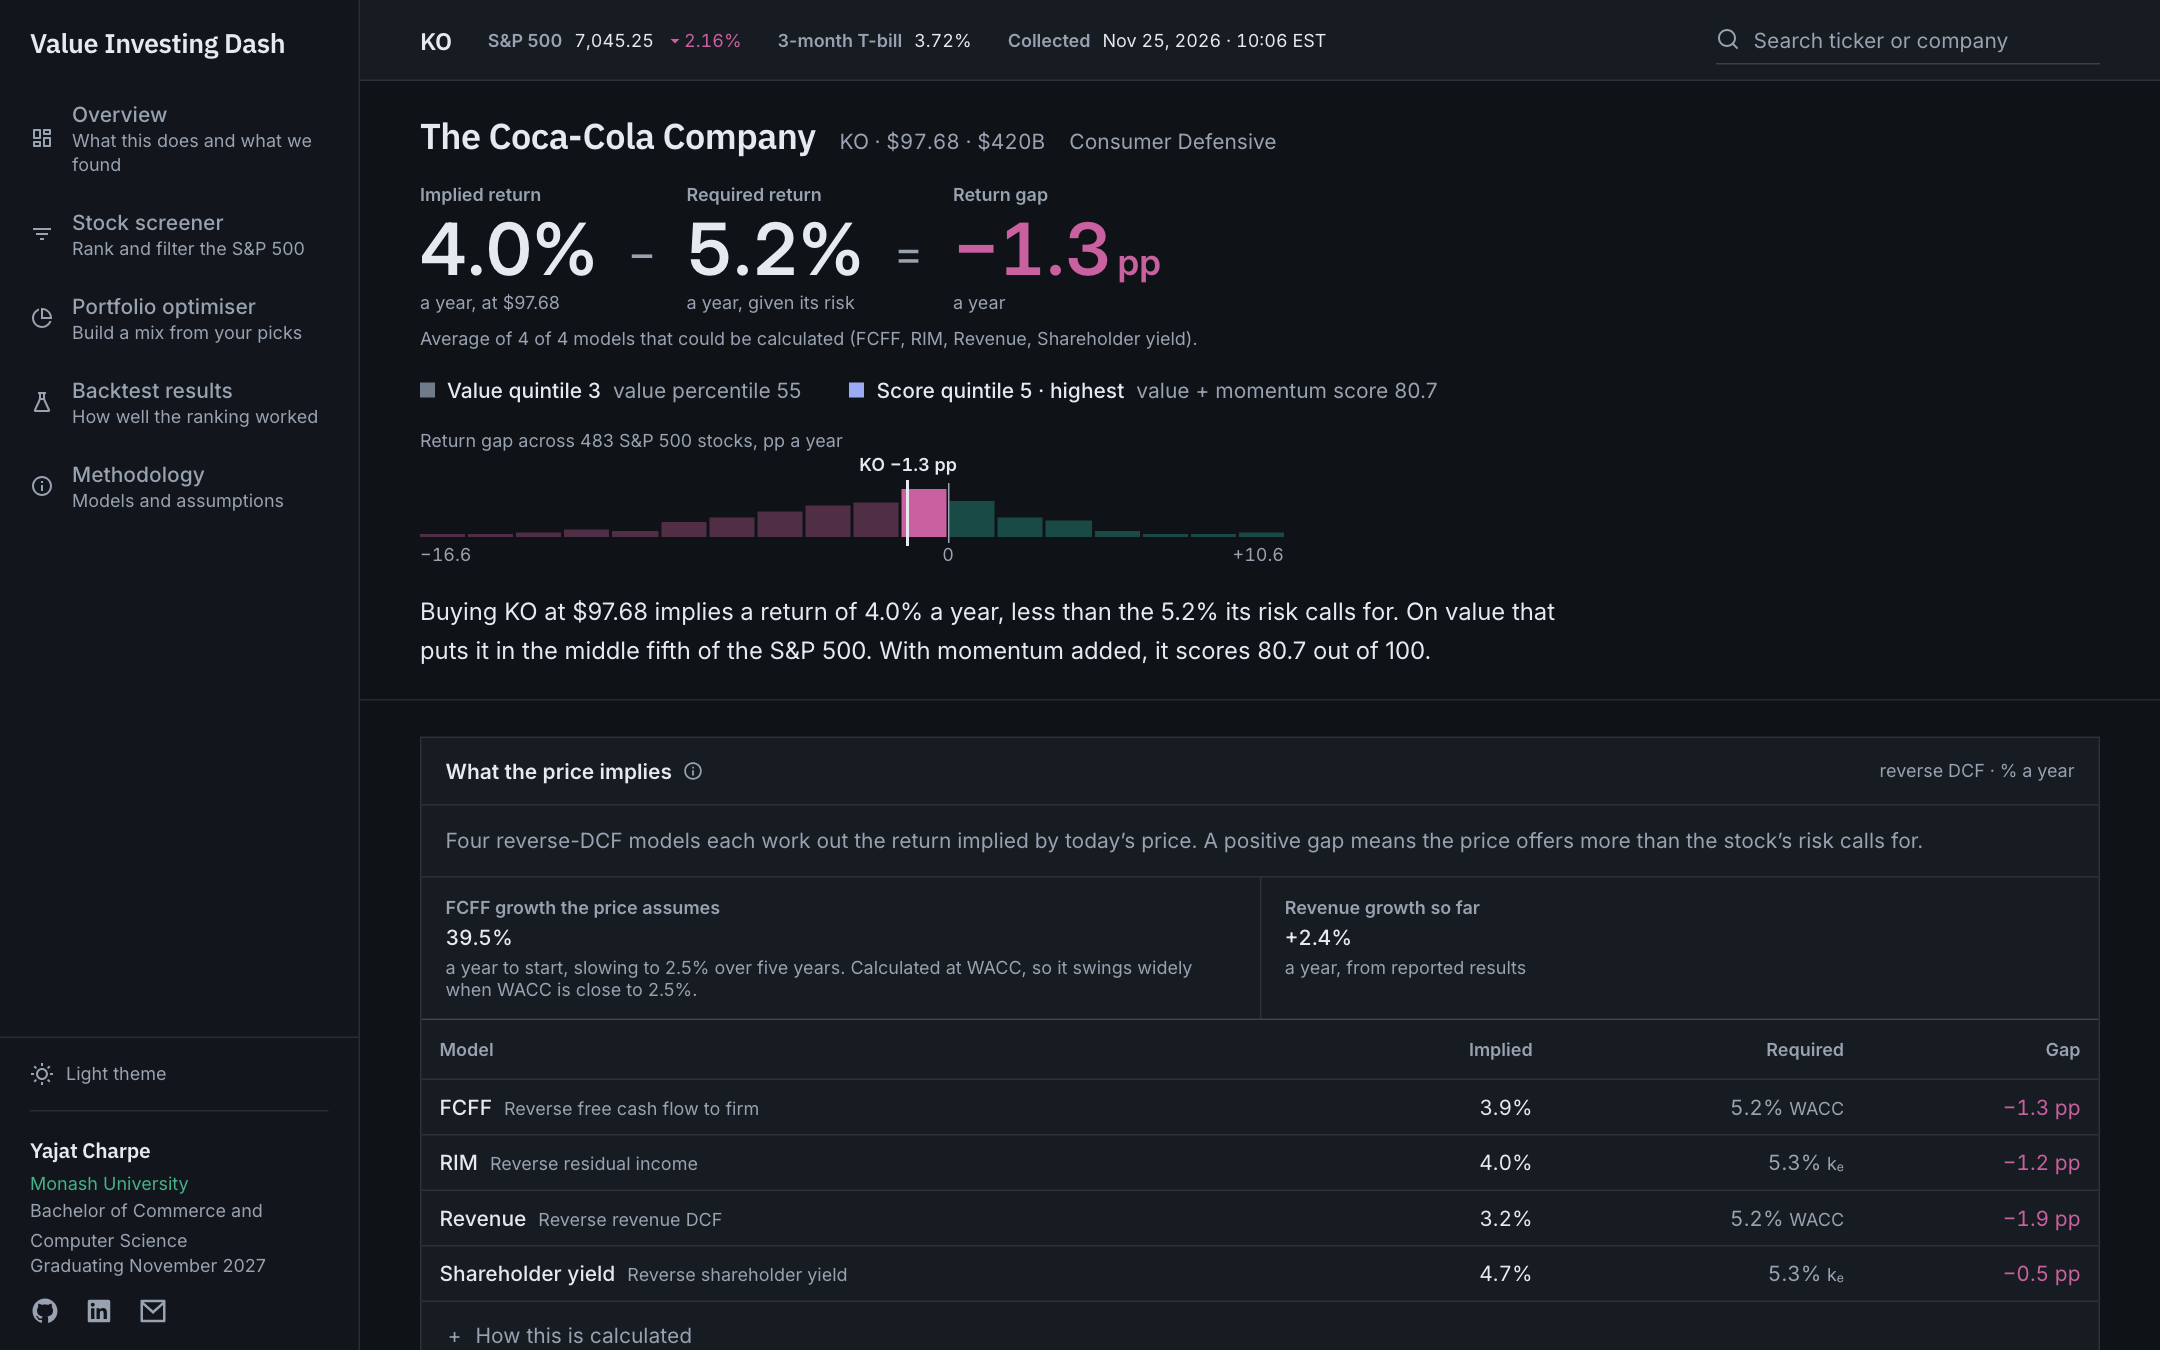 Value Investing Dash
Overview
What this does and what we
found
Stock screener
Rank and filter the S&P 500
Portfolio optimiser
Build a mix from your picks
Backtest results
How well the ranking worked
Methodology
Models and assumptions
Light theme
Yajat Charpe
Monash University
Bachelor of Commerce and
Computer Science
Graduating November 2027
KO S&P 500 7,045.25 2.16% 3-month T-bill 3.72% Collected Nov 25, 2026 · 10:06 EST
Search ticker or company
The Coca-Cola Company KO · $97.68 · $420B Consumer Defensive
Implied return Required return Return gap
4.0% − 5.2% = −1.3 pp
a year, at $97.68 a year, given its risk a year
Average of 4 of 4 models that could be calculated (FCFF, RIM, Revenue, Shareholder yield).
Value quintile 3 value percentile 55 Score quintile 5 · highest value + momentum score 80.7
Return gap across 483 S&P 500 stocks, pp a year
KO −1.3 pp
−16.6 0 +10.6
Buying KO at $97.68 implies a return of 4.0% a year, less than the 5.2% its risk calls for. On value that
puts it in the middle fifth of the S&P 500. With momentum added, it scores 80.7 out of 100.
What the price implies reverse DCF · % a year
Four reverse-DCF models each work out the return implied by today’s price. A positive gap means the price offers more than the stock’s risk calls for.
FCFF growth the price assumes
39.5%
a year to start, slowing to 2.5% over five years. Calculated at WACC, so it swings widely
when WACC is close to 2.5%.
Revenue growth so far
+2.4%
a year, from reported results
Model Implied Required Gap
FCFF Reverse free cash flow to firm 3.9% 5.2% WACC −1.3 pp
RIM Reverse residual income 4.0% 5.3% kₑ −1.2 pp
Revenue Reverse revenue DCF 3.2% 5.2% WACC −1.9 pp
Shareholder yield Reverse shareholder yield 4.7% 5.3% kₑ −0.5 pp
+ How this is calculated